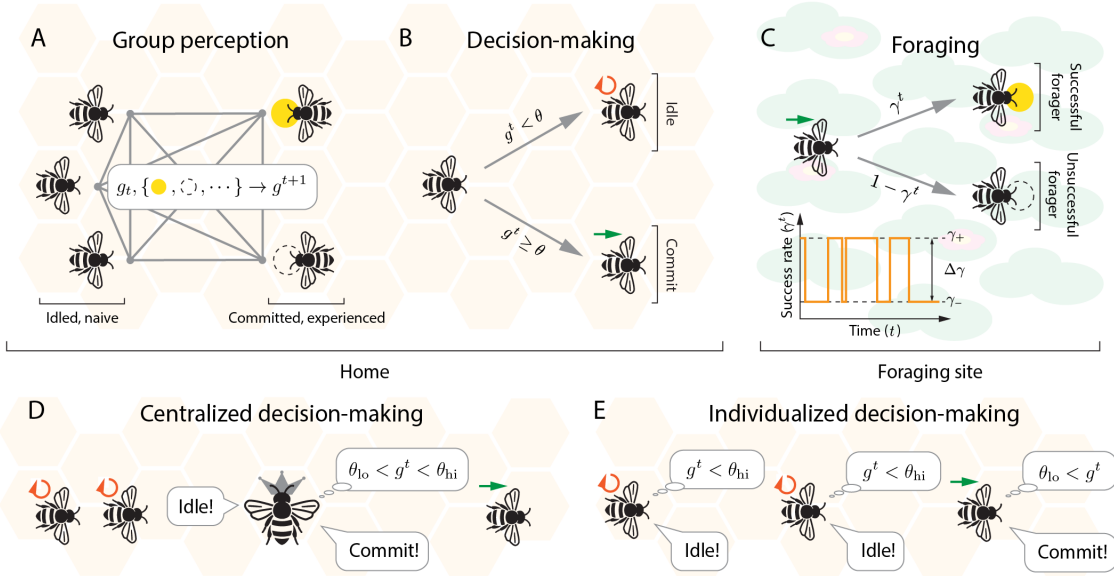 A
Group perception
g_t, { , , ⋯ } → g^{t+1}
Idled, naive
Committed, experienced
B
Decision-making
g^t < θ
g^t ≥ θ
Idle
Commit
Home
C
Foraging
γ^t
1 − γ^t
Successful
forager
Unsuccessful
forager
Success rate (γ^t)
γ_+
Δγ
γ_−
Time (t)
Foraging site
D
Centralized decision-making
Idle!
θ_lo < g^t < θ_hi
Commit!
E
Individualized decision-making
g^t < θ_hi
Idle!
g^t < θ_hi
Idle!
θ_lo < g^t
Commit!